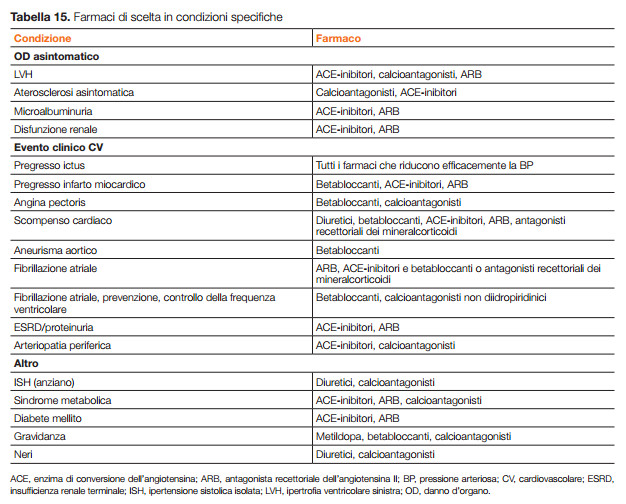 Tabella 15. Farmaci di scelta in condizioni specifiche
Condizione Farmaco
OD asintomatico
LVH ACE-inibitori, calcioantagonisti, ARB
Aterosclerosi asintomatica Calcioantagonisti, ACE-inibitori
Microalbuminuria ACE-inibitori, ARB
Disfunzione renale ACE-inibitori, ARB
Evento clinico CV
Pregresso ictus Tutti i farmaci che riducono efficacemente la BP
Pregresso infarto miocardico Betabloccanti, ACE-inibitori, ARB
Angina pectoris Betabloccanti, calcioantagonisti
Scompenso cardiaco Diuretici, betabloccanti, ACE-inibitori, ARB, antagonisti
recettoriali dei mineralcorticoidi
Aneurisma aortico Betabloccanti
Fibrillazione atriale ARB, ACE-inibitori e betabloccanti o antagonisti recettoriali dei
mineralcorticoidi
Fibrillazione atriale, prevenzione, controllo della frequenza Betabloccanti, calcioantagonisti non diidropiridinici
ventricolare
ESRD/proteinuria ACE-inibitori, ARB
Arteriopatia periferica ACE-inibitori, calcioantagonisti
Altro
ISH (anziano) Diuretici, calcioantagonisti
Sindrome metabolica ACE-inibitori, ARB, calcioantagonisti
Diabete mellito ACE-inibitori, ARB
Gravidanza Metildopa, betabloccanti, calcioantagonisti
Neri Diuretici, calcioantagonisti
ACE, enzima di conversione dell'angiotensina; ARB, antagonista recettoriale dell'angiotensina II; BP, pressione arteriosa; CV, cardiovascolare; ESRD,
insufficienza renale terminale; ISH, ipertensione sistolica isolata; LVH, ipertrofia ventricolare sinistra; OD, danno d'organo.